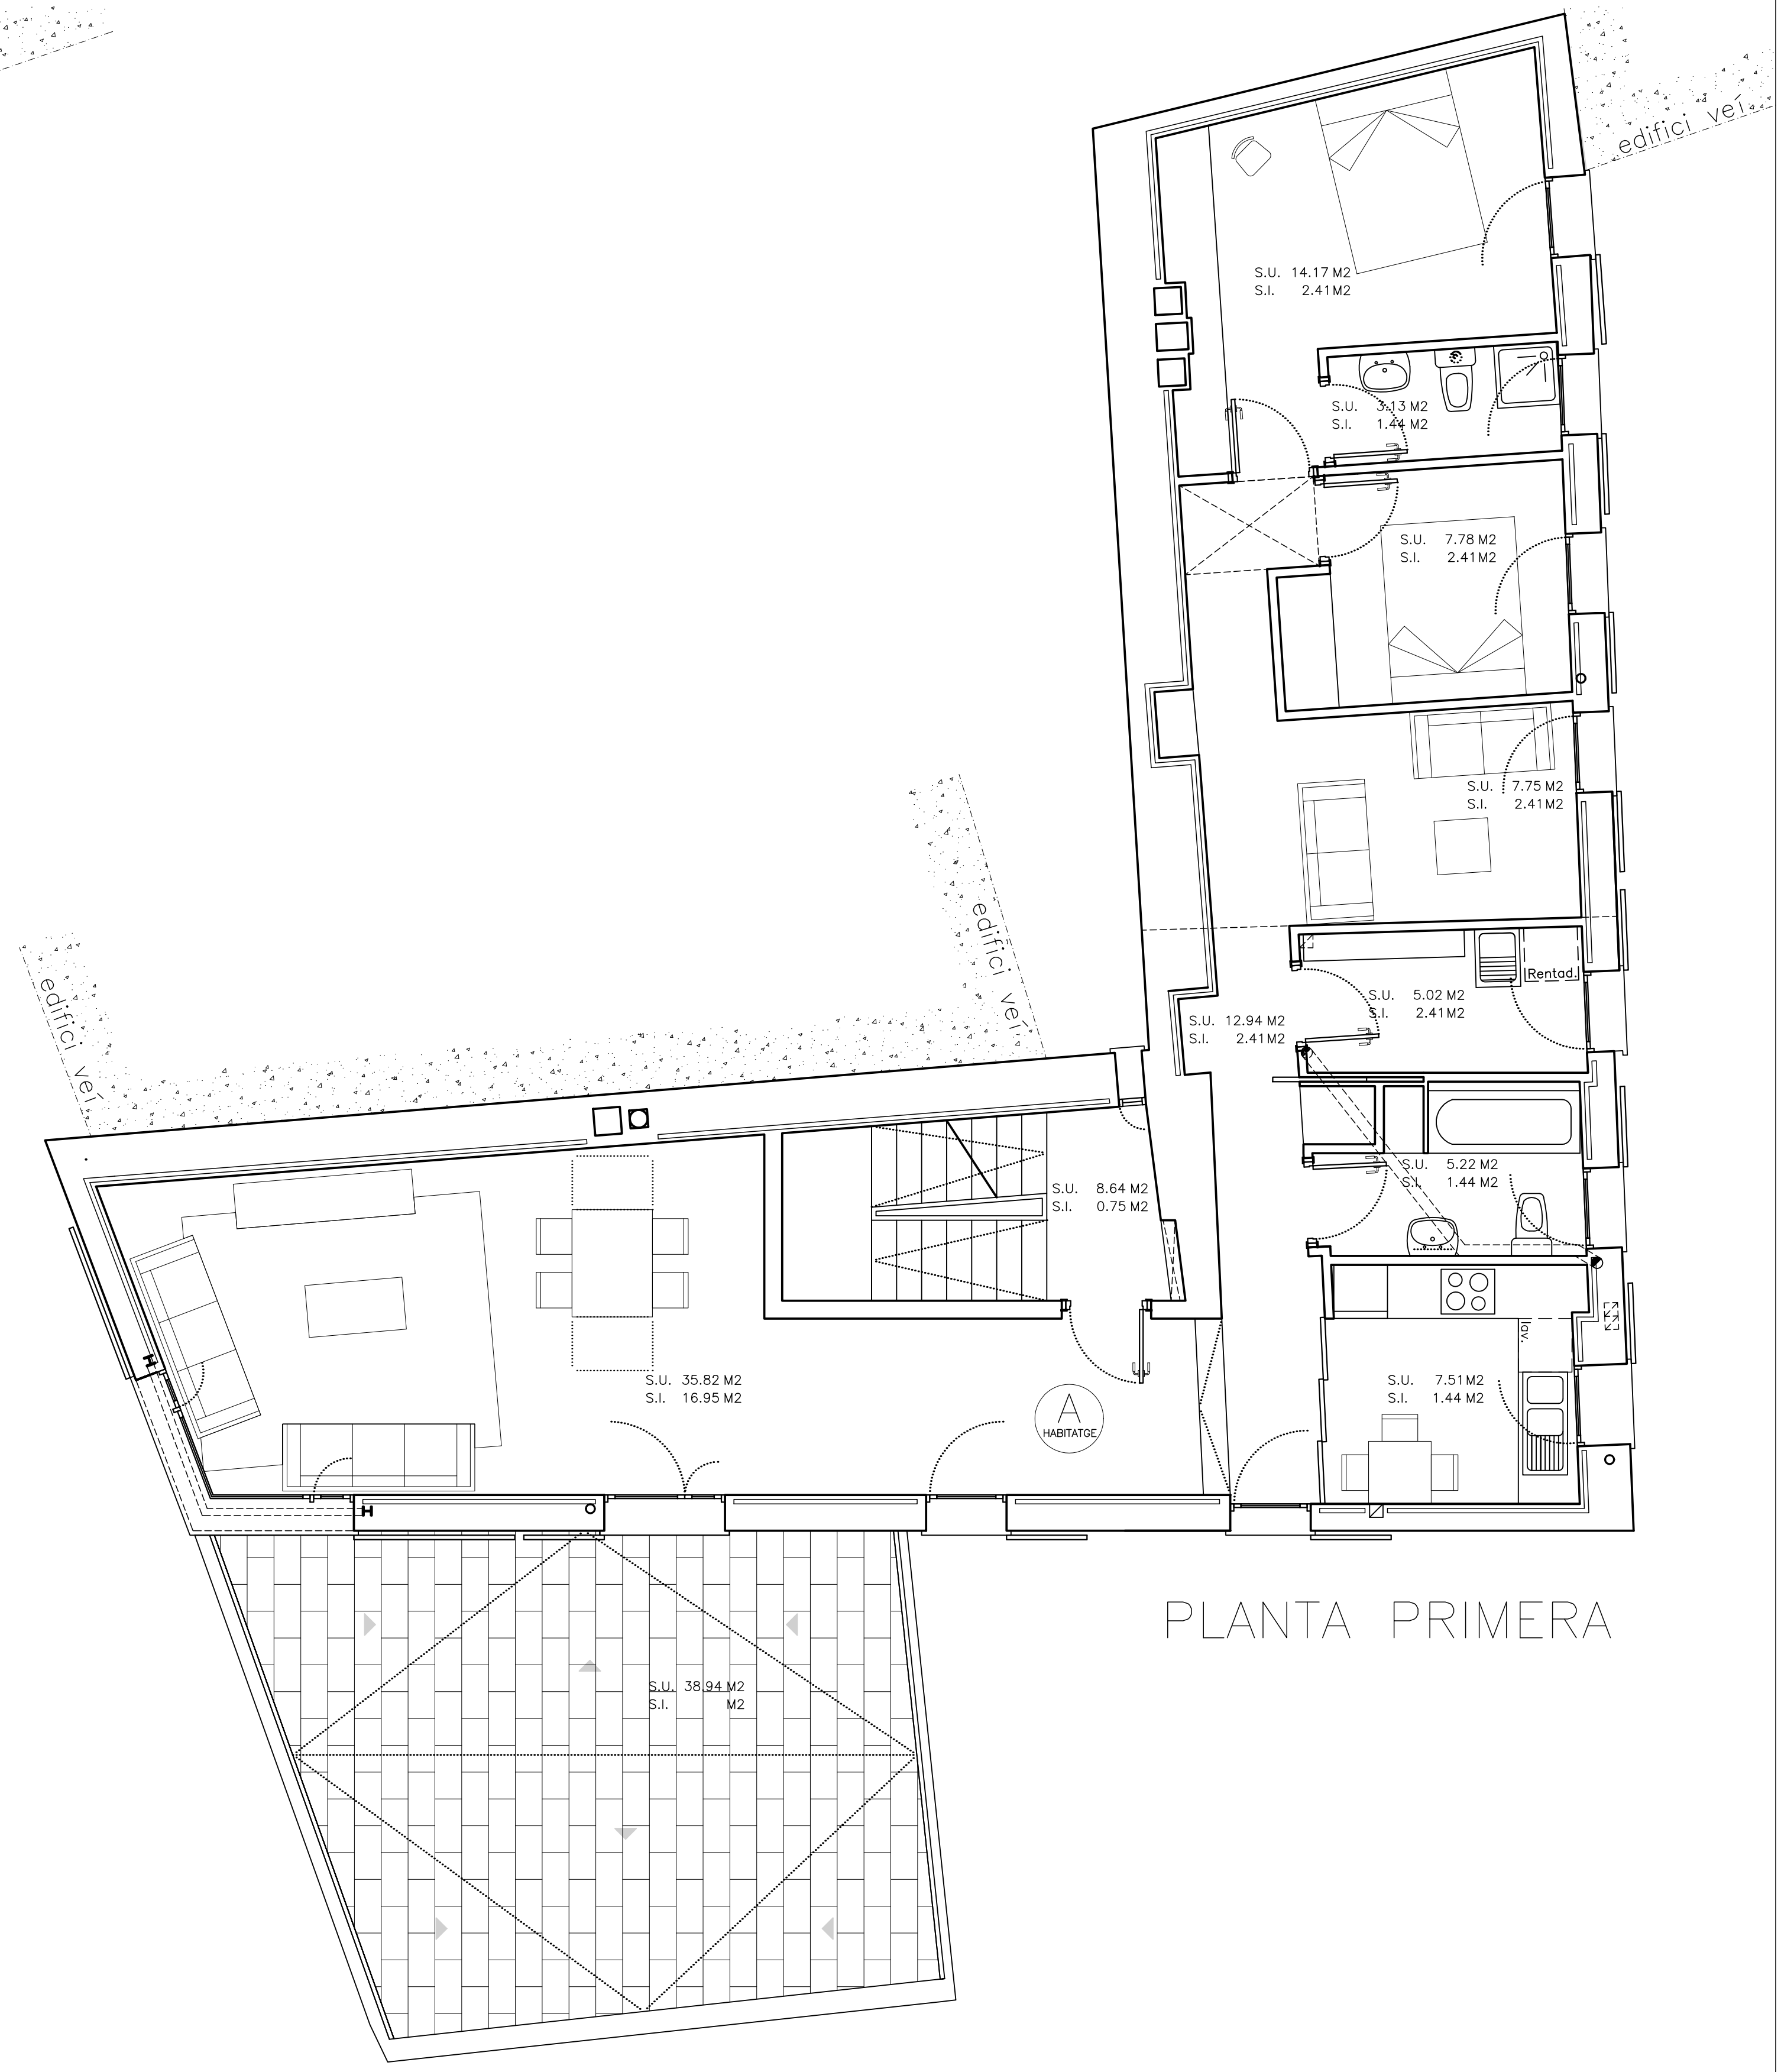 edifici veí
S.U. 14.17 M2
S.I. 2.41 M2
S.U. 3.13 M2
S.I. 1.44 M2
S.U. 7.78 M2
S.I. 2.41 M2
S.U. 7.75 M2
S.I. 2.41 M2
edifici veí
edifici veí
Rentad.
S.U. 5.02 M2
S.I. 2.41 M2
S.U. 12.94 M2
S.I. 2.41 M2
S.U. 5.22 M2
S.I. 1.44 M2
S.U. 8.64 M2
S.I. 0.75 M2
lav.
S.U. 35.82 M2
S.I. 16.95 M2
S.U. 7.51 M2
S.I. 1.44 M2
A
HABITATGE
PLANTA PRIMERA
S.U. 38.94 M2
S.I. M2